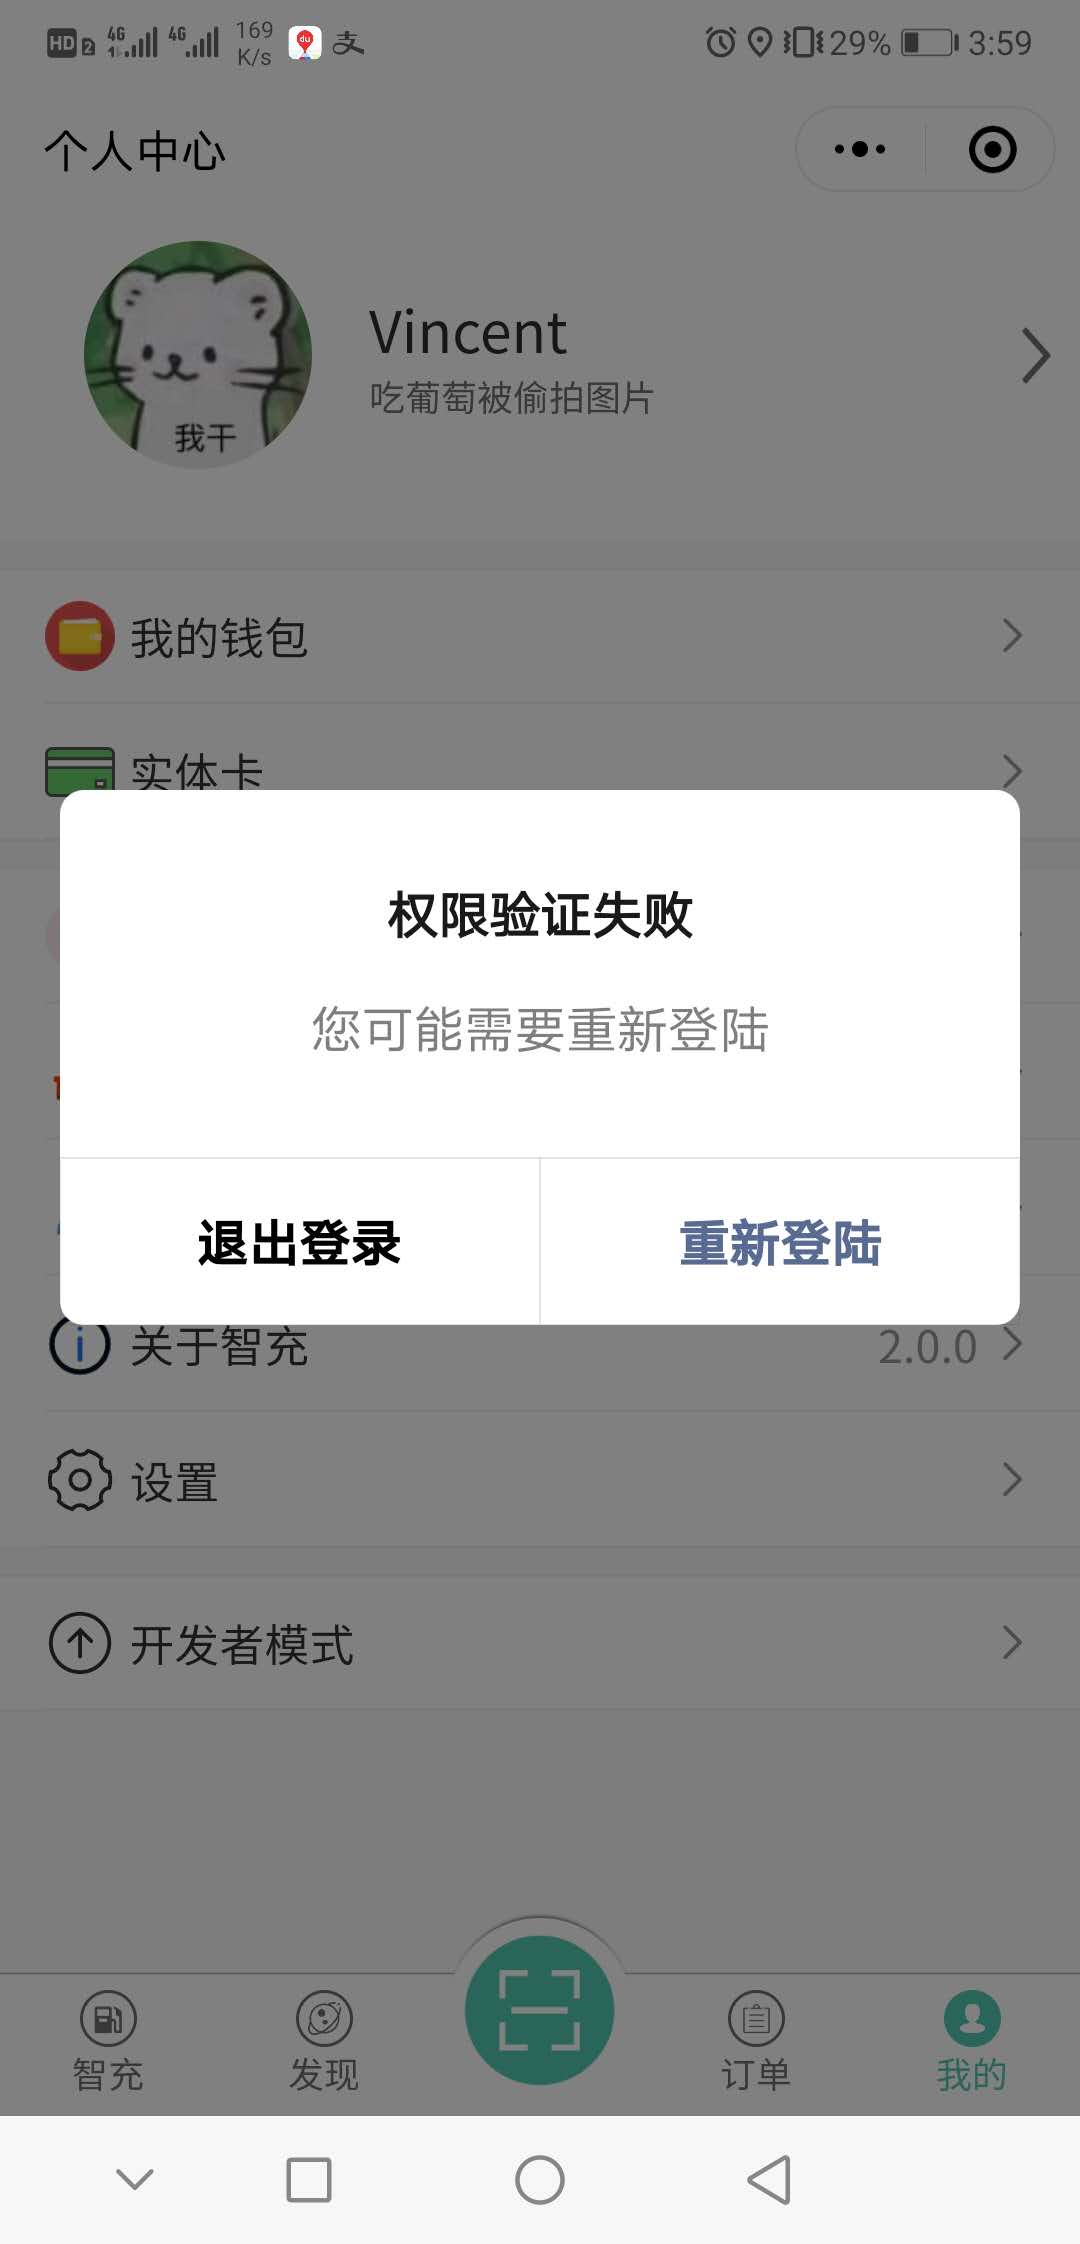 HD 2 4G 4G 169 K/s du 支 29% 3:59
个人中心
Vincent
吃葡萄被偷拍图片
我干
我的钱包
实体卡
权限验证失败
您可能需要重新登陆
退出登录
重新登陆
关于智充
2.0.0
设置
开发者模式
智充
发现
订单
我的